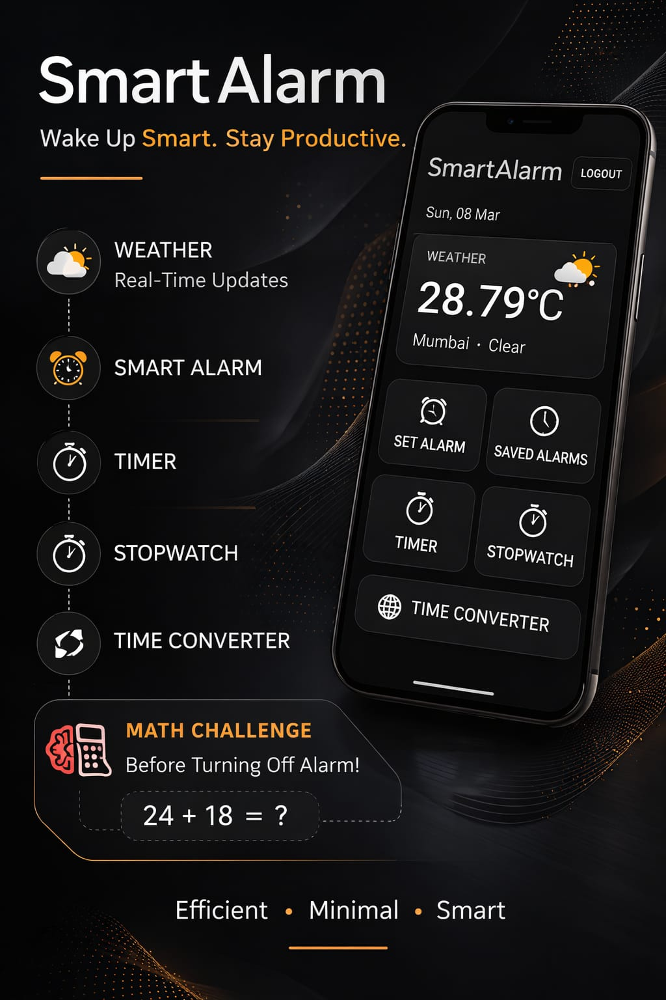 Smart Alarm
Wake Up Smart. Stay Productive.
WEATHER
Real-Time Updates
SMART ALARM
TIMER
STOPWATCH
TIME CONVERTER
MATH CHALLENGE
Before Turning Off Alarm!
24 + 18 = ?
SmartAlarm
LOGOUT
Sun, 08 Mar
WEATHER
28.79°C
Mumbai · Clear
SET ALARM
SAVED ALARMS
TIMER
STOPWATCH
TIME CONVERTER
Efficient • Minimal • Smart